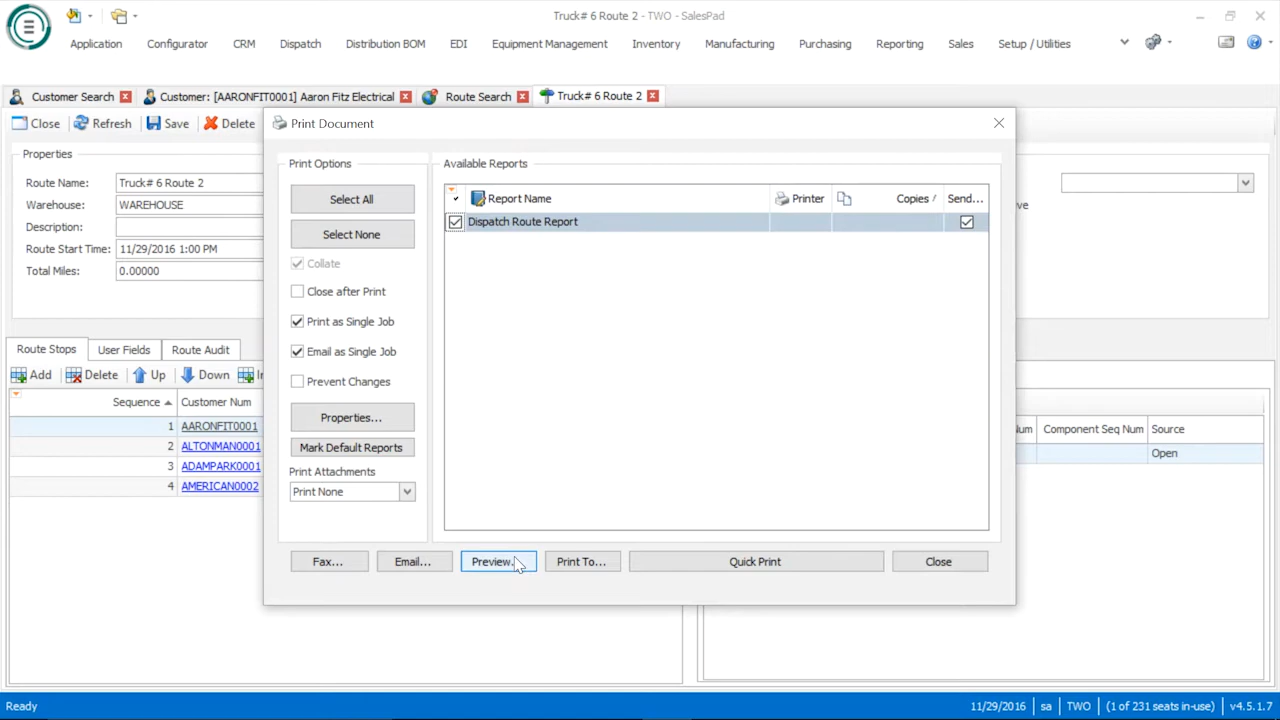 Truck# 6 Route 2 - TWO - SalesPad
Application Configurator CRM Dispatch Distribution BOM EDI Equipment Management Inventory Manufacturing Purchasing Reporting Sales Setup / Utilities
Customer Search Customer: [AARONFIT0001] Aaron Fitz Electrical Route Search Truck# 6 Route 2
Close Refresh Save Delete
Print Document
Properties
Route Name: Truck# 6 Route 2
Warehouse: WAREHOUSE
Description:
Route Start Time: 11/29/2016 1:00 PM
Total Miles: 0.00000
Print Options
Select All
Select None
Collate
Close after Print
Print as Single Job
Email as Single Job
Prevent Changes
Properties...
Mark Default Reports
Print Attachments
Print None
Available Reports
Report Name Printer Copies / Send...
Dispatch Route Report
Fax... Email... Preview... Print To... Quick Print Close
Route Stops User Fields Route Audit
Add Delete Up Down
Sequence Customer Num
1 AARONFIT0001
2 ALTONMAN0001
3 ADAMPARK0001
4 AMERICAN0002
Component Seq Num Source
Open
Ready 11/29/2016 sa TWO (1 of 231 seats in-use) v4.5.1.7